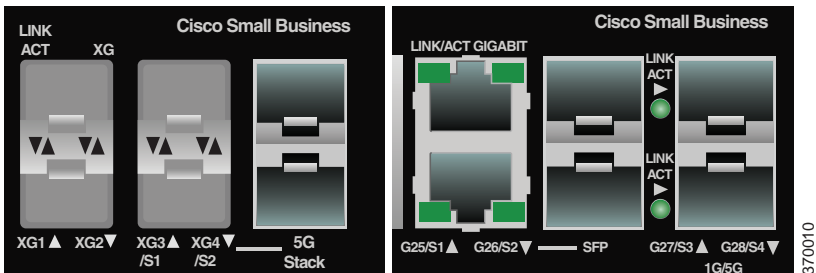 Cisco Small Business
LINK
ACT XG
XG1 XG2 XG3 XG4 5G
/S1 /S2 Stack
Cisco Small Business
LINK/ACT GIGABIT
LINK
ACT
LINK
ACT
G25/S1 G26/S2 SFP G27/S3 G28/S4
1G/5G
370010